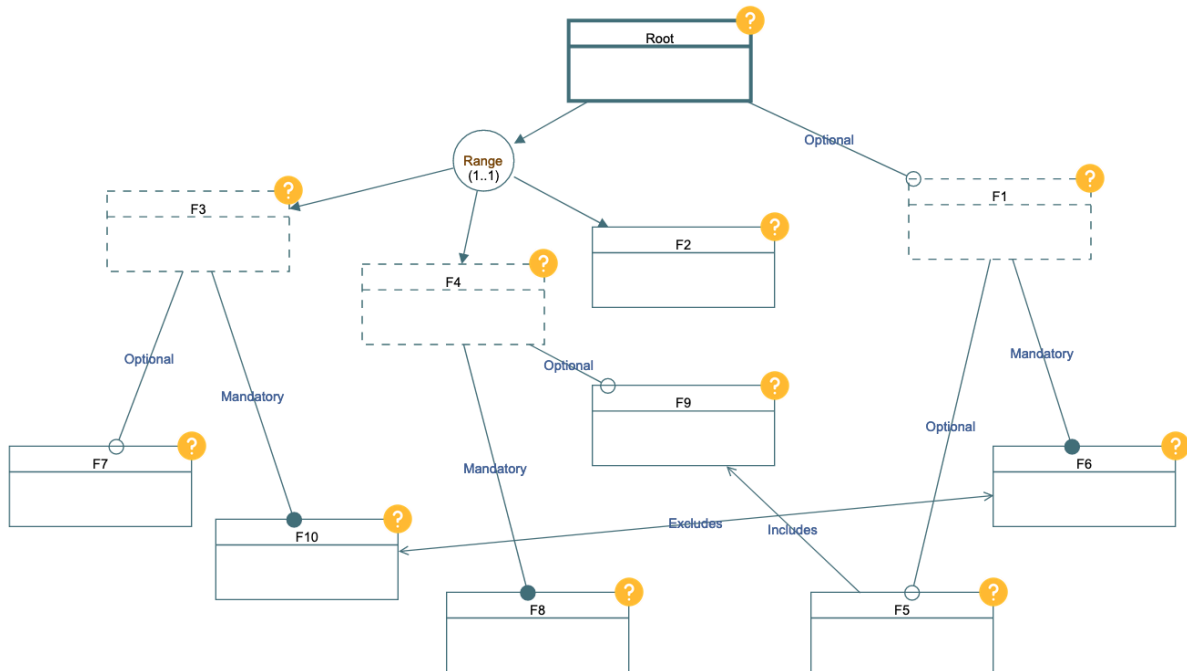 ?
Root
Optional
Range
(1..1)
?
F3
?
F1
?
F2
?
F4
Optional
Mandatory
Optional
Mandatory
?
F9
Optional
?
F7
Mandatory
?
F6
?
F10
Excludes
Includes
?
F8
?
F5